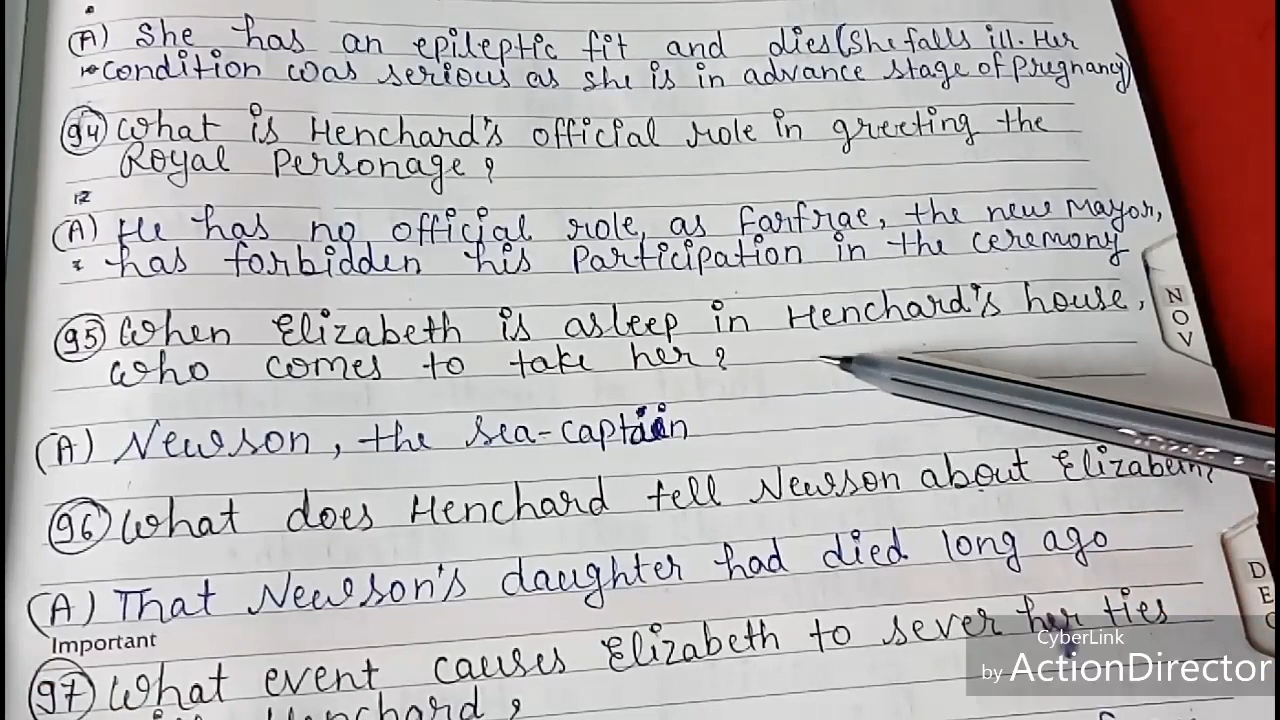 (A) She has an epileptic fit and dies(She falls ill. Her
condition was serious as she is in advance stage of pregnancy)
94 What is Henchard's official role in greeting the
Royal Personage?
(A) He has no official role, as Farfrae, the new Mayor,
has forbidden his Participation in the ceremony
95 When Elizabeth is asleep in Henchard's house,
who comes to take her?
(A) Newson, the sea-captain
96 What does Henchard tell Newson about Elizabeth?
(A) That Newson's daughter had died long ago
Important
97 What event causes Elizabeth to sever her ties
Henchard?
NOV
DEC
CyberLink
by ActionDirector